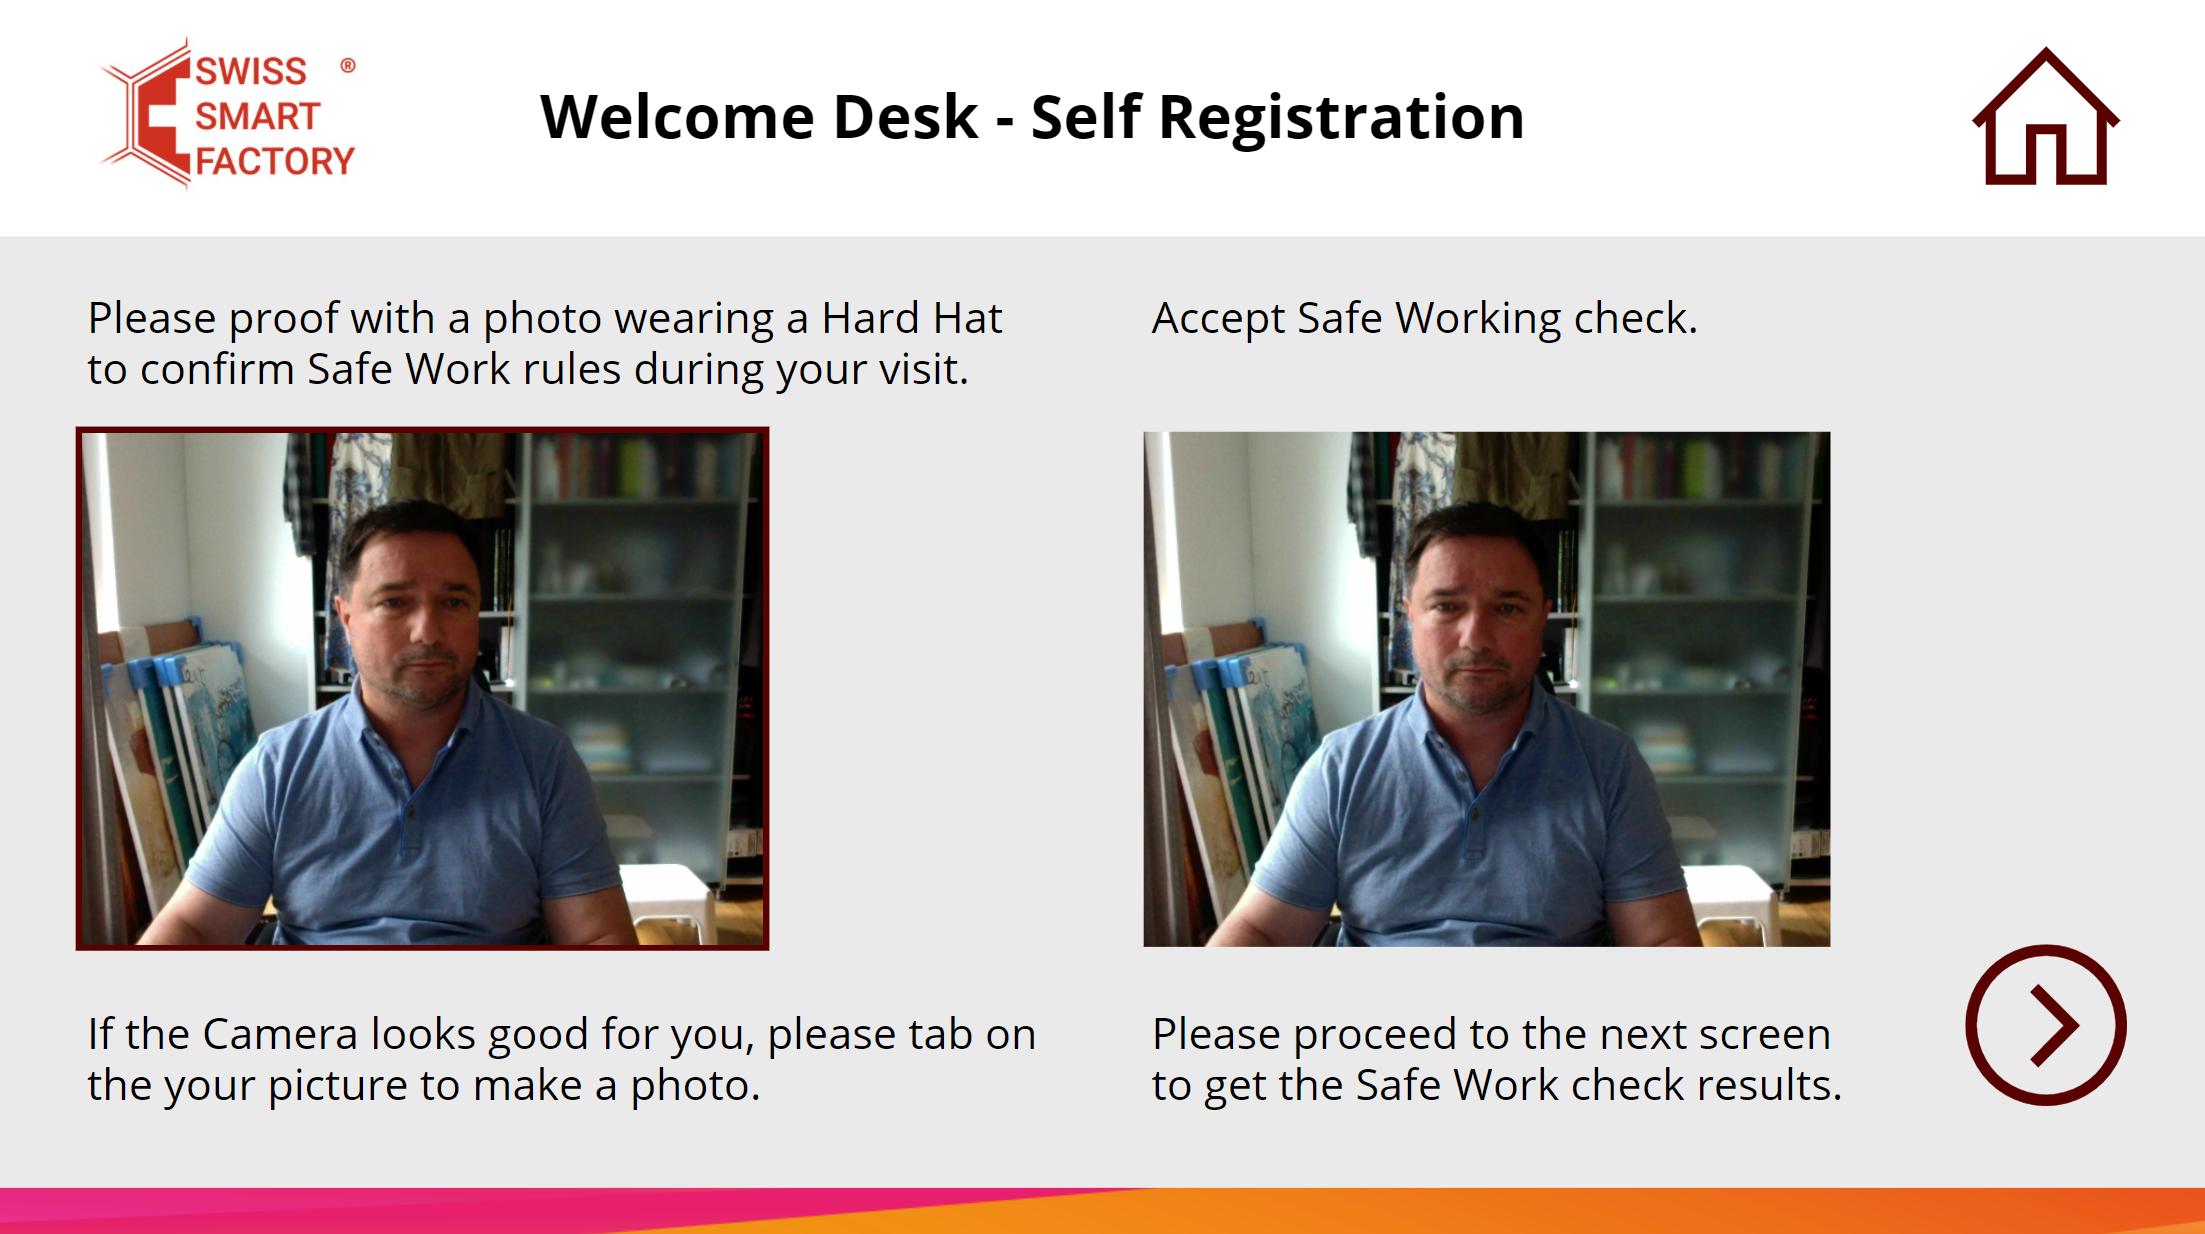 SWISS ®
SMART
FACTORY
Welcome Desk - Self Registration
Please proof with a photo wearing a Hard Hat
to confirm Safe Work rules during your visit.
Accept Safe Working check.
If the Camera looks good for you, please tab on
the your picture to make a photo.
Please proceed to the next screen
to get the Safe Work check results.